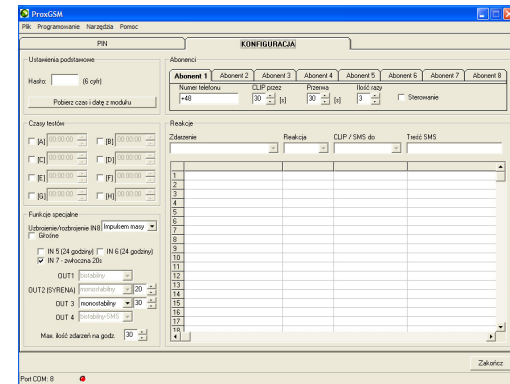 ProxGSM
Plik Programowanie Narzędzia Pomoc
PIN KONFIGURACJA
Ustawienia podstawowe
Hasło: (6 cyfr)
Pobierz czas i datę z modułu
Abonenci
Abonent 1 Abonent 2 Abonent 3 Abonent 4 Abonent 5 Abonent 6 Abonent 7 Abonent 8
Numer telefonu CLIP przez Przerwa Ilość razy
+48 30 [s] 30 [s] 3 Sterowanie
Czasy testów
[A] 00:00:00 [B] 00:00:00
[C] 00:00:00 [D] 00:00:00
[E] 00:00:00 [F] 00:00:00
[G] 00:00:00 [H] 00:00:00
Reakcje
Zdarzenie Reakcja CLIP / SMS do Treść SMS
1
2
3
4
5
6
7
8
9
10
11
12
13
14
15
16
17
18
Funkcje specjalne
Uzbrojenie/rozbrojenie IN8 Impulsem masy
Głośne
IN 5 (24 godziny) IN 6 (24 godziny)
IN 7 - zwłoczna 20s
OUT1 bistabilny
OUT2 (SYRENA) monostabilny 20
OUT 3 monostabilny 30
OUT 4 bistabilny-SMS
Max. ilość zdarzeń na godz. 30
Zakończ
Port COM: 8